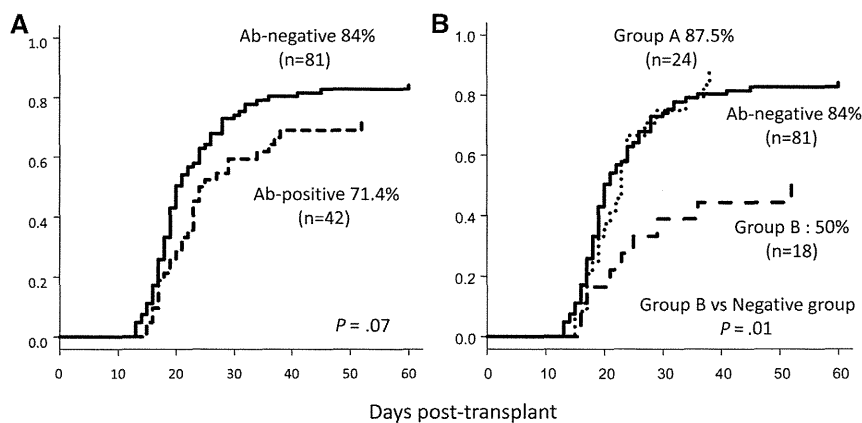 A
1.0
0.8
0.6
0.4
0.2
0.0
Ab-negative 84%
(n=81)
Ab-positive 71.4%
(n=42)
P = .07
0 10 20 30 40 50 60
B
1.0
0.8
0.6
0.4
0.2
0.0
Group A 87.5%
(n=24)
Ab-negative 84%
(n=81)
Group B : 50%
(n=18)
Group B vs Negative group
P = .01
0 10 20 30 40 50 60
Days post-transplant